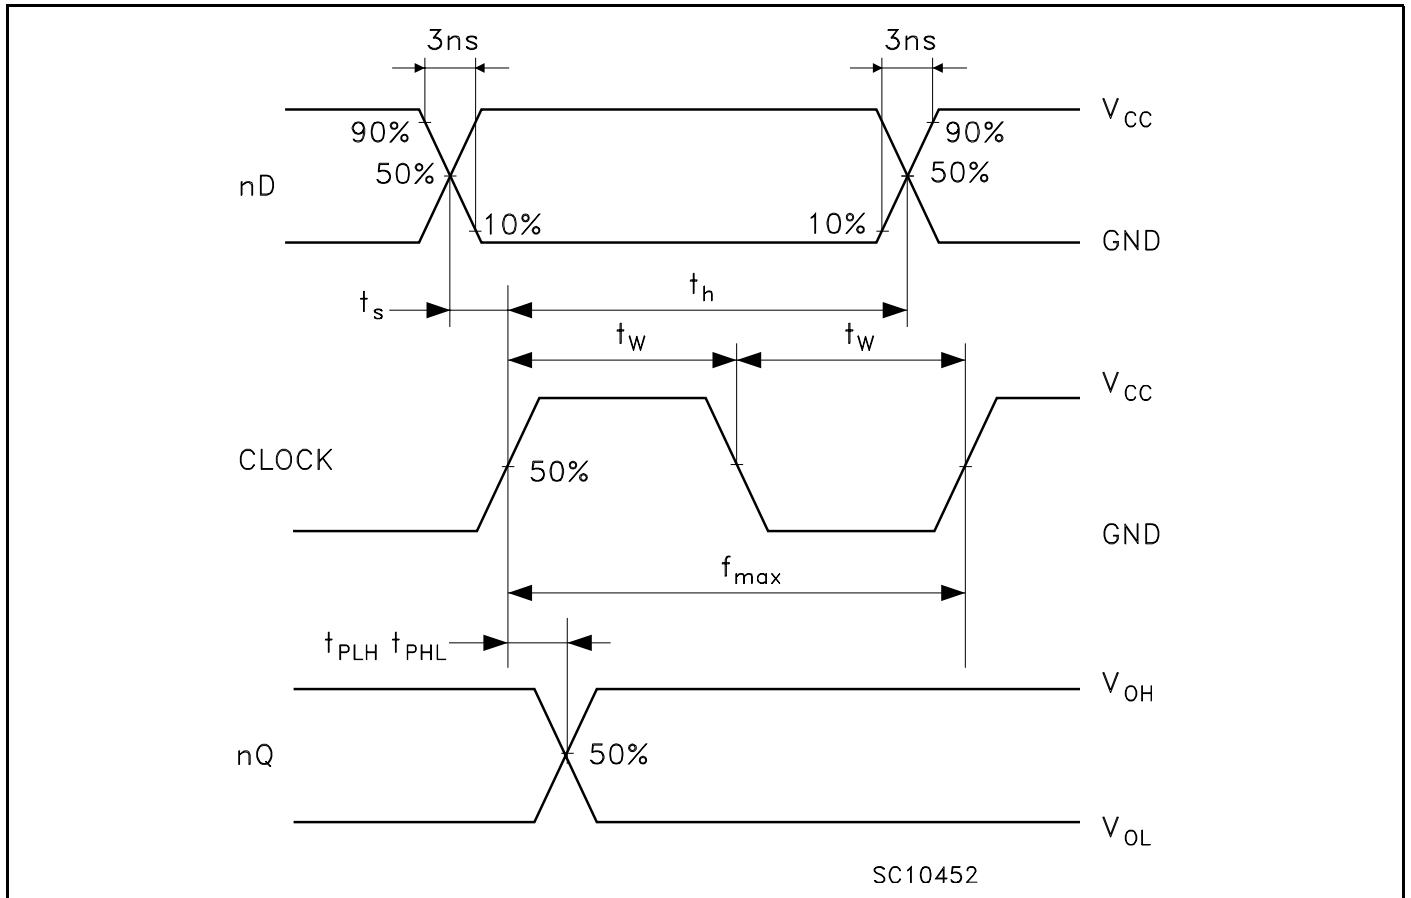 3ns 3ns
VCC
90% 90%
50% 50%
nD
10% 10%
GND
ts th
tW tW
VCC
CLOCK
50%
GND
fmax
tPLH tPHL
VOH
nQ 50%
VOL
SC10452